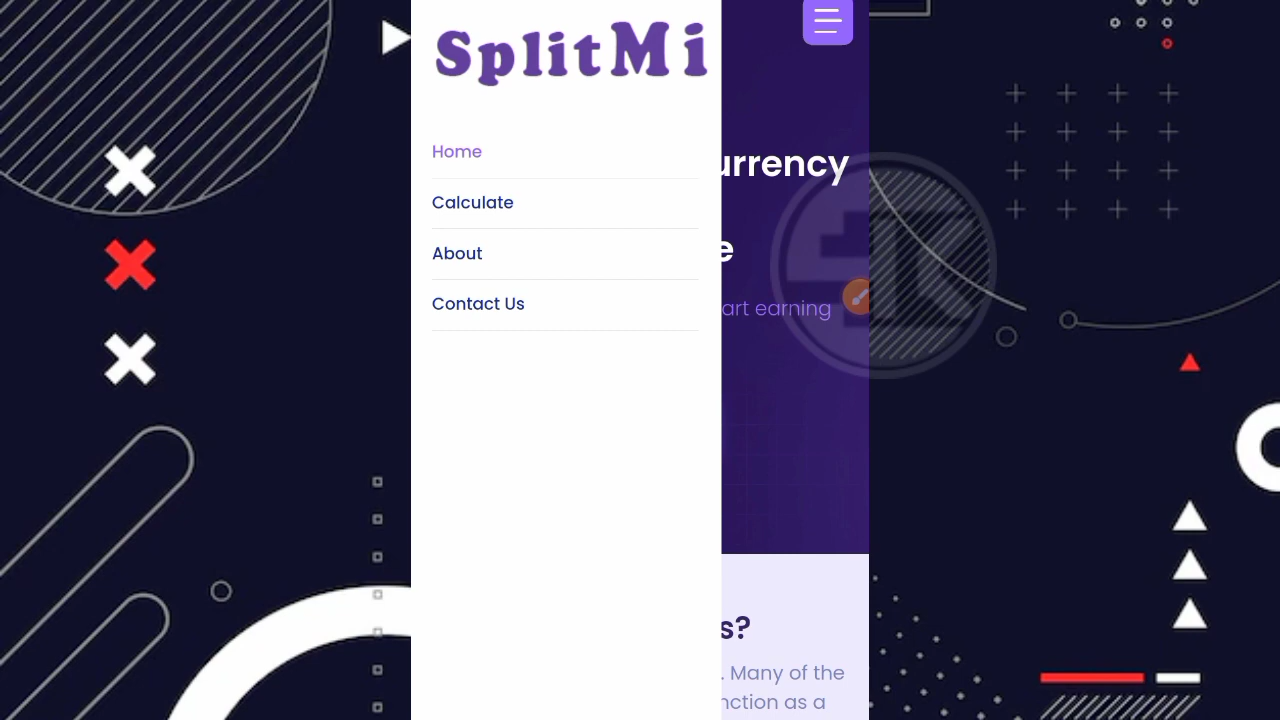 SplitMi
Home
Calculate
About
Contact Us
urrency
e
art earning
s?
. Many of the
nction as a